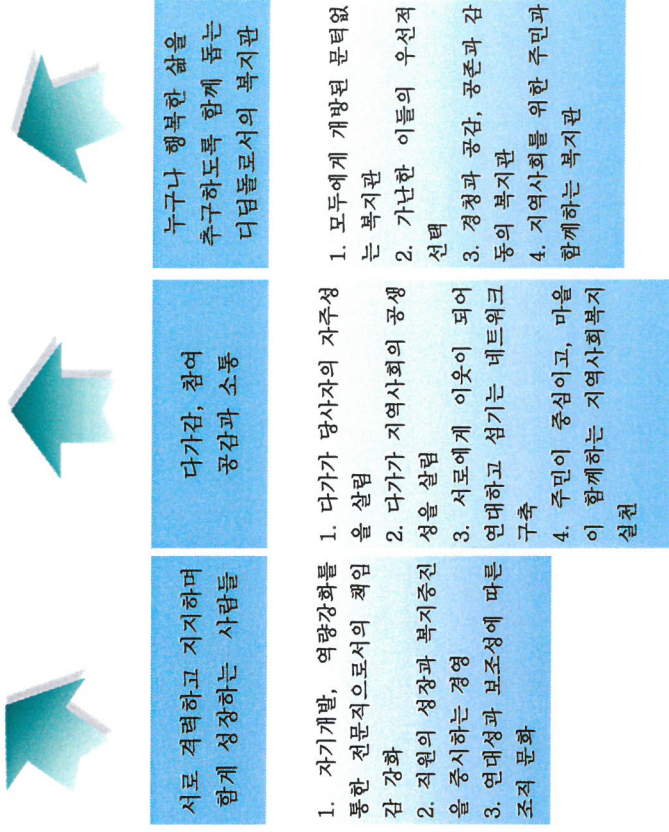 서로 격력하고 지지하며
함께 성장하는 사람들
1. 자기개발, 역량강화를
통한 전문직으로서의 책임
감 강화
2. 직원의 성장과 복지증진
을 중시하는 경영
3. 연대성과 보조성에 따른
조직 문화
다가감, 참여
공감과 소통
1. 다가가 당사자의 자주성
을 살림
2. 다가가 지역사회의 공생
성을 살림
3. 서로에게 이웃이 되어
연대하고 섬기는 네트워크
구축
4. 주민이 중심이고, 마을
이 함께하는 지역사회복지
실천
누구나 행복한 삶을
추구하도록 함께 돕는
디딤돌로서의 복지관
1. 모두에게 개방된 문턱없
는 복지관
2. 가난한 이들의 우선적
선택
3. 경청과 공감, 공존과 감
동의 복지관
4. 지역사회를 위한 주민과
함께하는 복지관